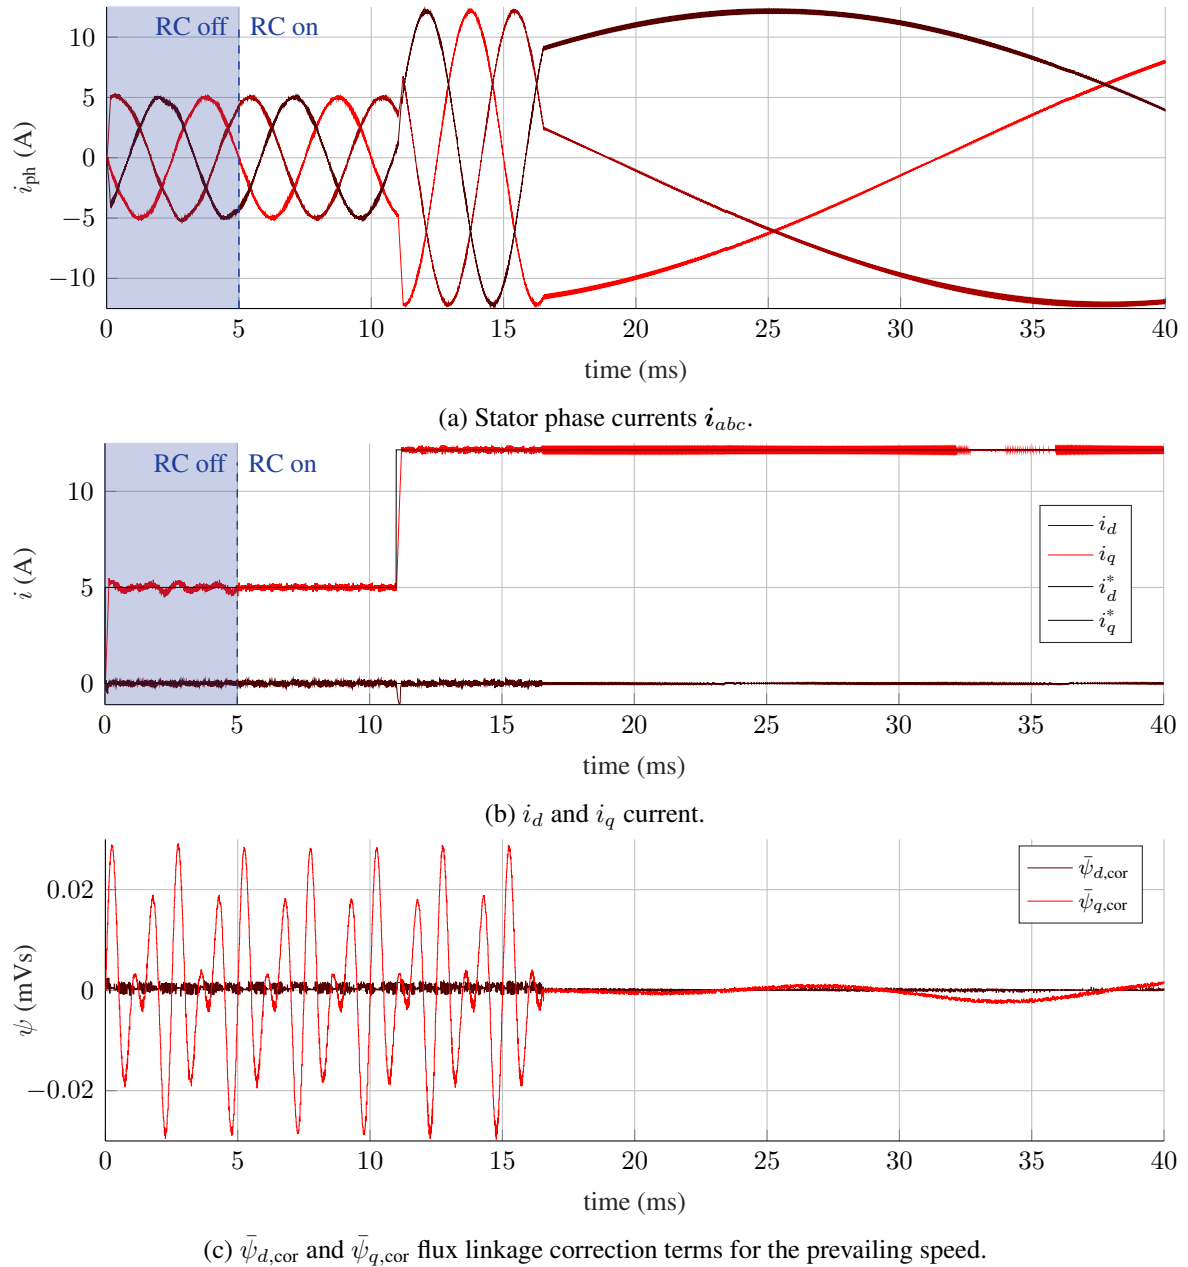 RC off RC on
10
5
0
−5
−10
i_ph (A)
0 5 10 15 20 25 30 35 40
time (ms)
(a) Stator phase currents i_abc.
RC off RC on
10
5
0
i (A)
i_d
i_q
i_d^*
i_q^*
0 5 10 15 20 25 30 35 40
time (ms)
(b) i_d and i_q current.
0.02
0
−0.02
ψ (mVs)
ψ̄_d,cor
ψ̄_q,cor
0 5 10 15 20 25 30 35 40
time (ms)
(c) ψ̄_d,cor and ψ̄_q,cor flux linkage correction terms for the prevailing speed.